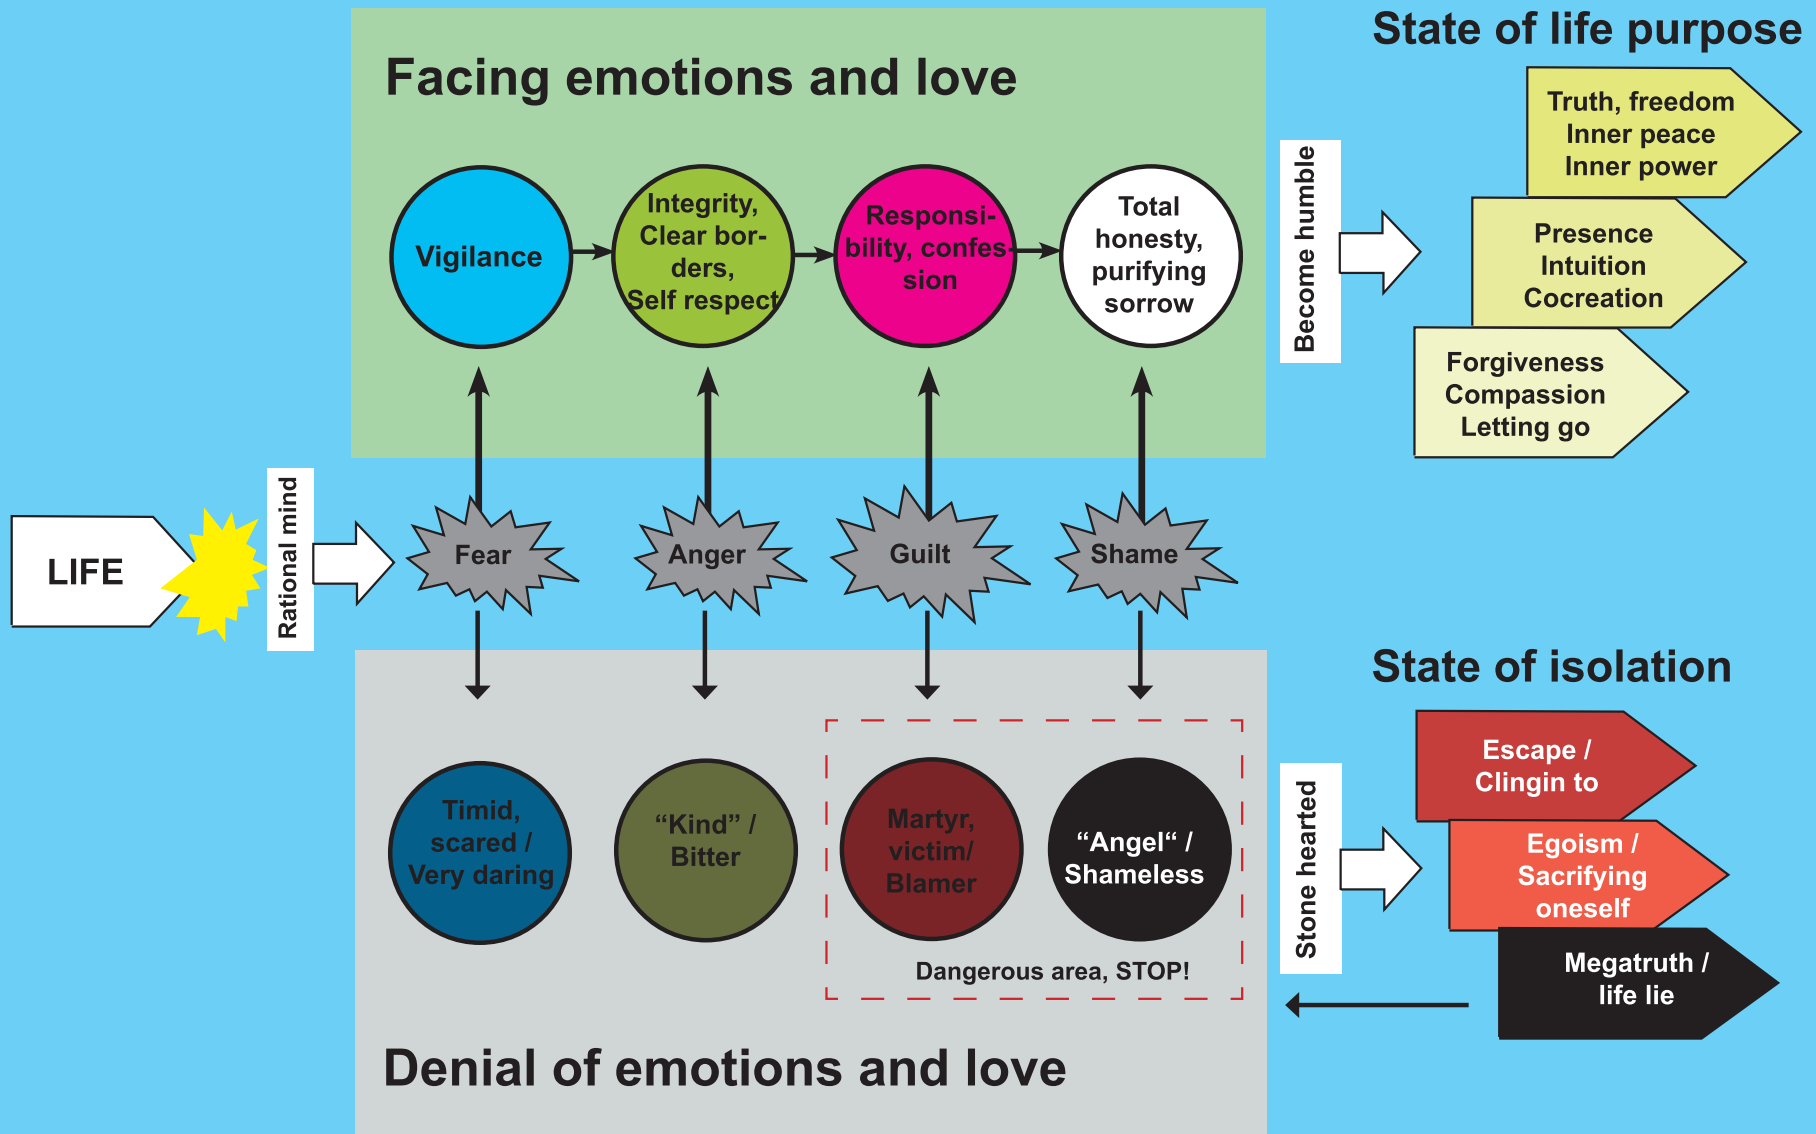 Facing emotions and love
Vigilance
Integrity,
Clear bor-
ders,
Self respect
Responsi-
bility, confes-
sion
Total
honesty,
purifying
sorrow
Become humble
State of life purpose
Truth, freedom
Inner peace
Inner power
Presence
Intuition
Cocreation
Forgiveness
Compassion
Letting go
LIFE
Rational mind
Fear
Anger
Guilt
Shame
Timid,
scared /
Very daring
“Kind” /
Bitter
Martyr,
victim/
Blamer
“Angel“ /
Shameless
Dangerous area, STOP!
Denial of emotions and love
Stone hearted
State of isolation
Escape /
Clingin to
Egoism /
Sacrifying
oneself
Megatruth /
life lie